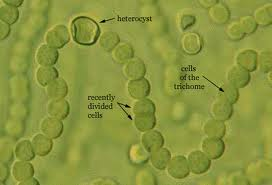 heterocyst
cells
of the
trichome
recently
divided
cells